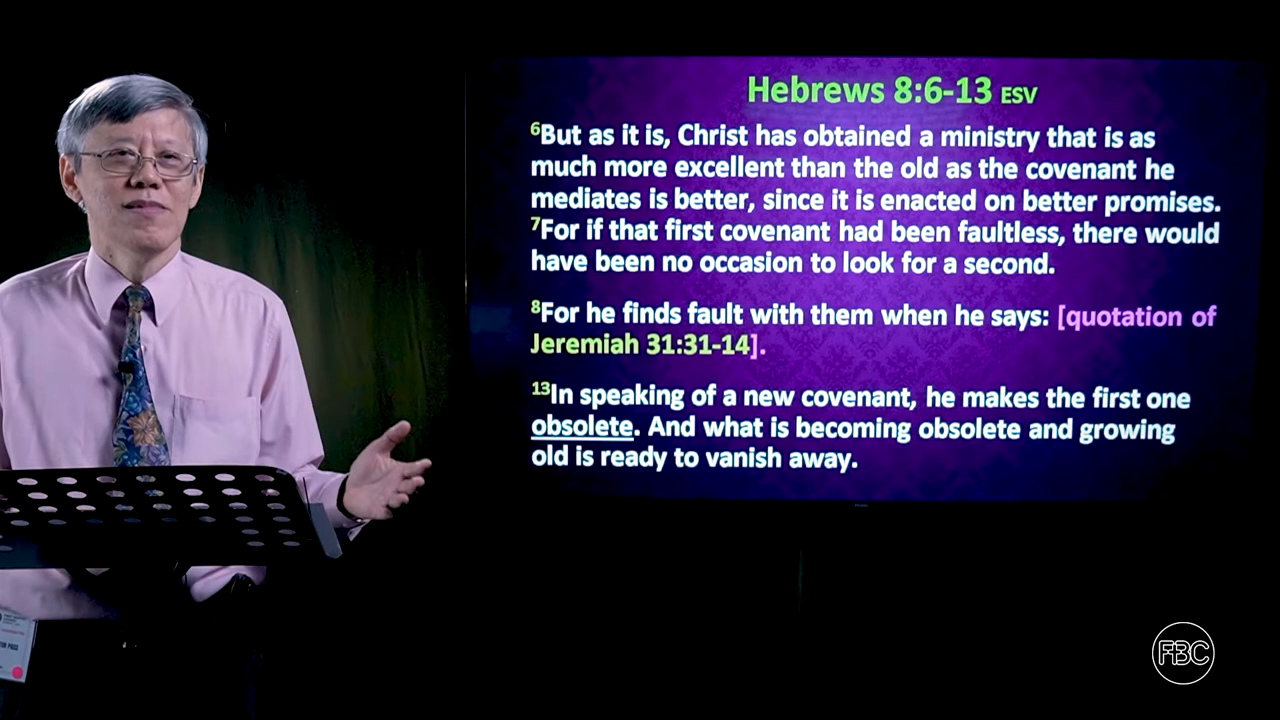 Hebrews 8:6-13 ESV
6But as it is, Christ has obtained a ministry that is as
much more excellent than the old as the covenant he
mediates is better, since it is enacted on better promises.
7For if that first covenant had been faultless, there would
have been no occasion to look for a second.
8For he finds fault with them when he says: [quotation of
Jeremiah 31:31-14].
13In speaking of a new covenant, he makes the first one
obsolete. And what is becoming obsolete and growing
old is ready to vanish away.
PASS
FBC